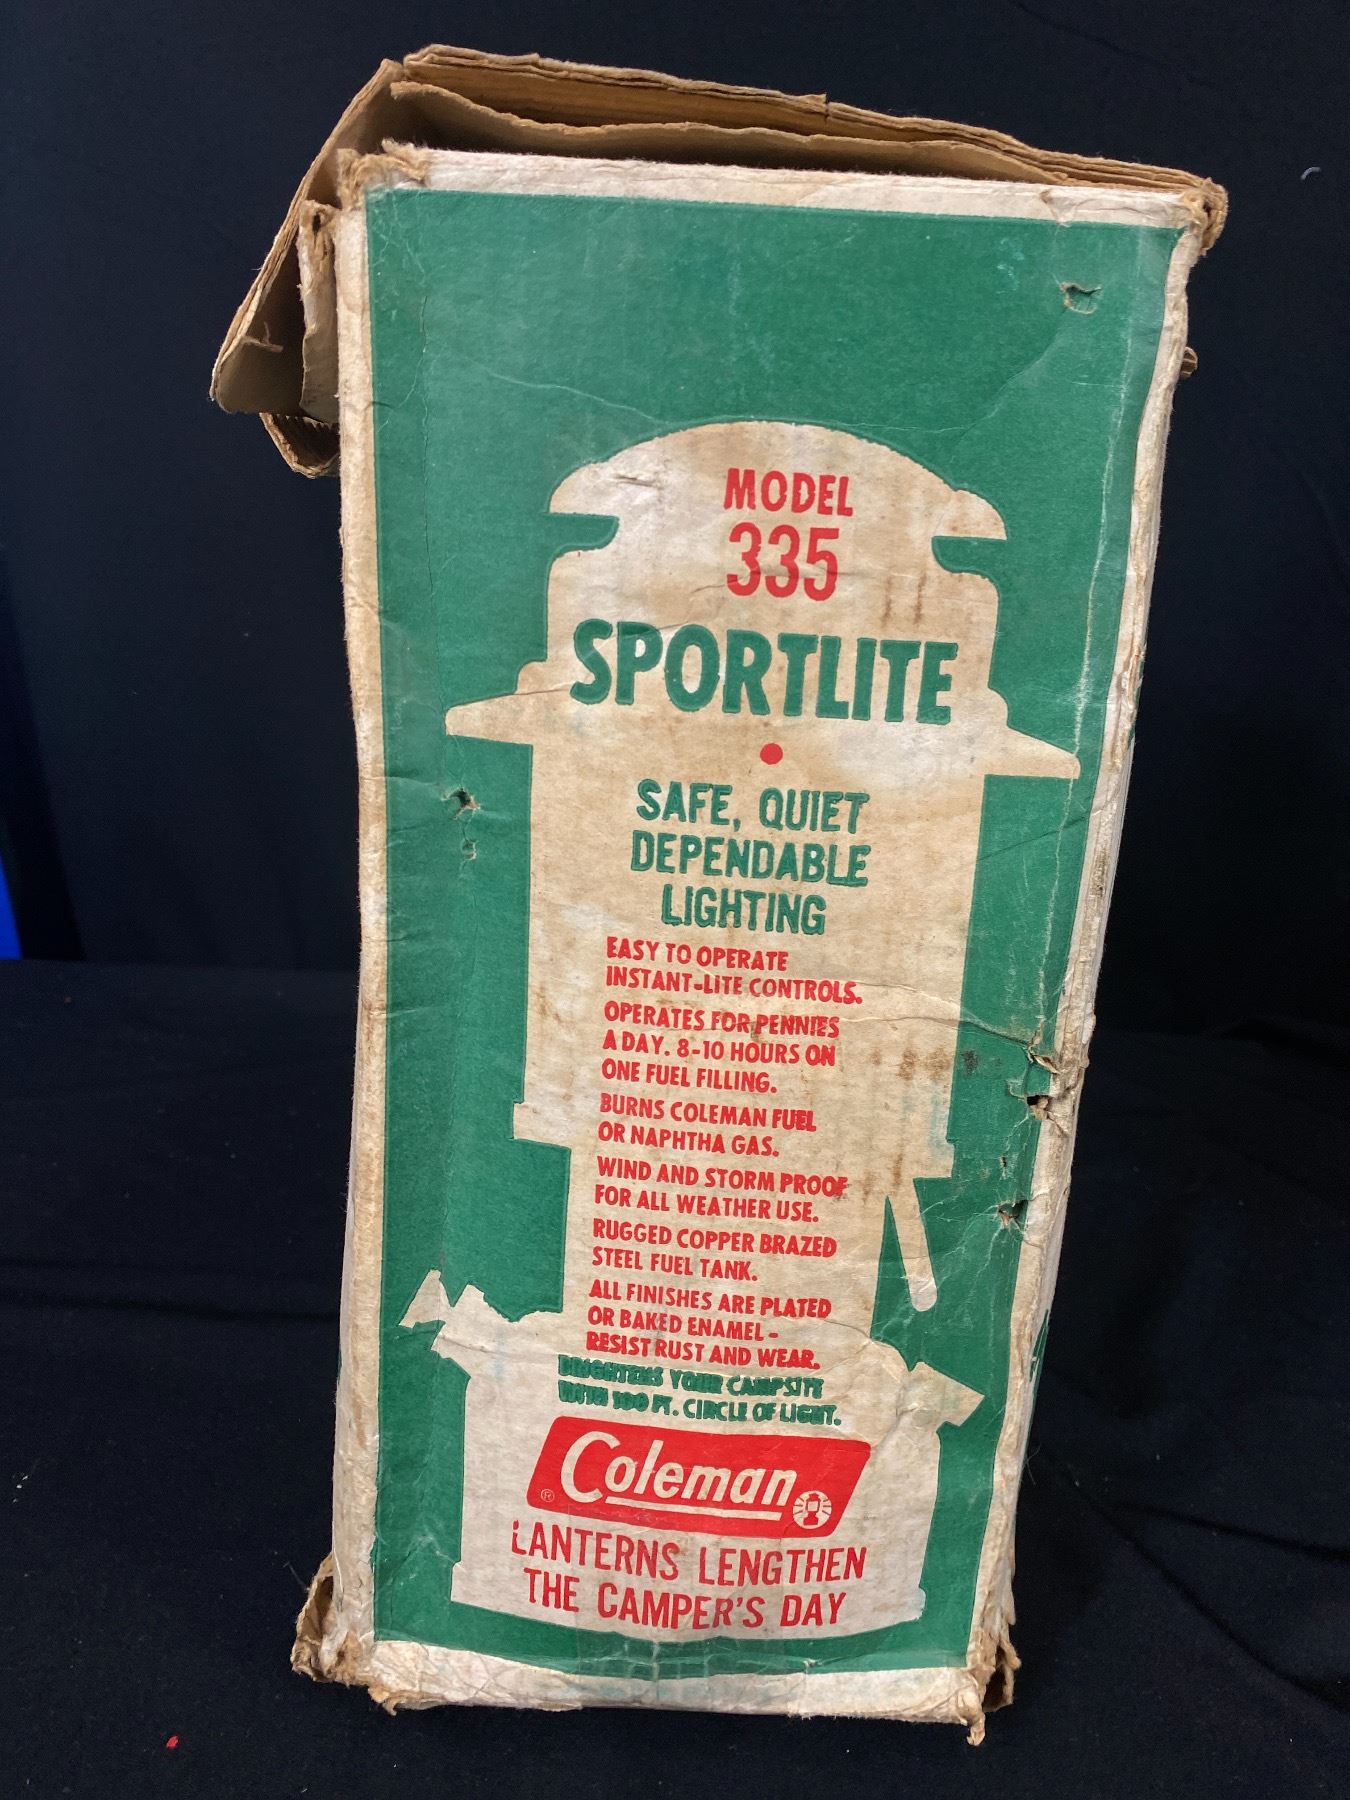 MODEL
335
SPORTLITE
SAFE, QUIET
DEPENDABLE
LIGHTING
EASY TO OPERATE
INSTANT-LITE CONTROLS.
OPERATES FOR PENNIES
A DAY. 8-10 HOURS ON
ONE FUEL FILLING.
BURNS COLEMAN FUEL
OR NAPHTHA GAS.
WIND AND STORM PROOF
FOR ALL WEATHER USE.
RUGGED COPPER BRAZED
STEEL FUEL TANK.
ALL FINISHES ARE PLATED
OR BAKED ENAMEL-
RESIST RUST AND WEAR.
BRIGHTENS YOUR CAMPSITE
WITH 100 FT. CIRCLE OF LIGHT.
Coleman ®
LANTERNS LENGTHEN
THE CAMPER'S DAY